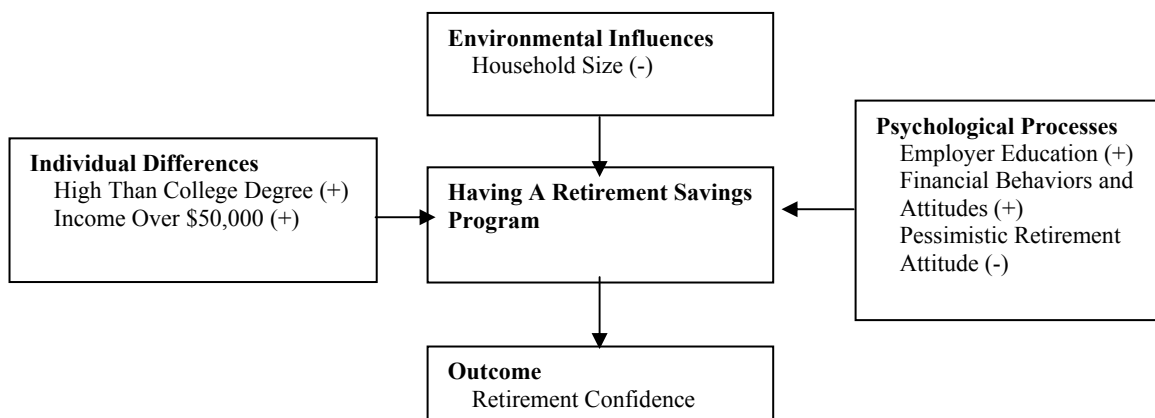 Environmental Influences
Household Size (-)
Individual Differences
High Than College Degree (+)
Income Over $50,000 (+)
Having A Retirement Savings
Program
Psychological Processes
Employer Education (+)
Financial Behaviors and
Attitudes (+)
Pessimistic Retirement
Attitude (-)
Outcome
Retirement Confidence